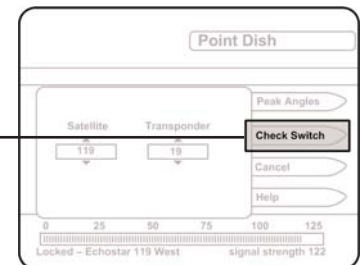 Point Dish
Peak Angles
Satellite Transponder
Check Switch
119 19
Cancel
Help
0 25 50 75 100 125
Locked – Echostar 119 West signal strength 122